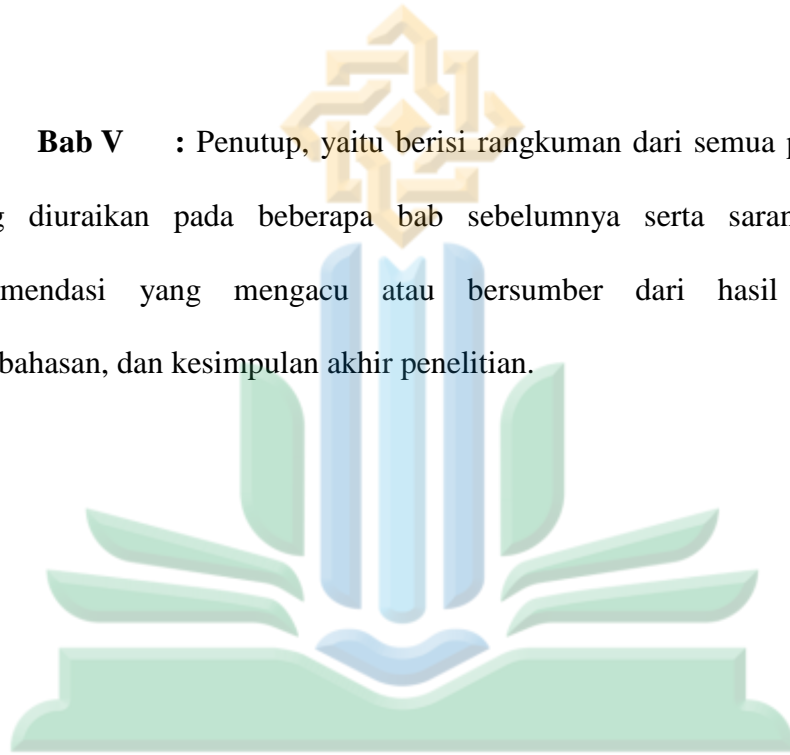 Bab V : Penutup, yaitu berisi rangkuman dari semua
diuraikan pada beberapa bab sebelumnya serta saran
mendasi yang mengacu atau bersumber dari hasil
bahasan, dan kesimpulan akhir penelitian.